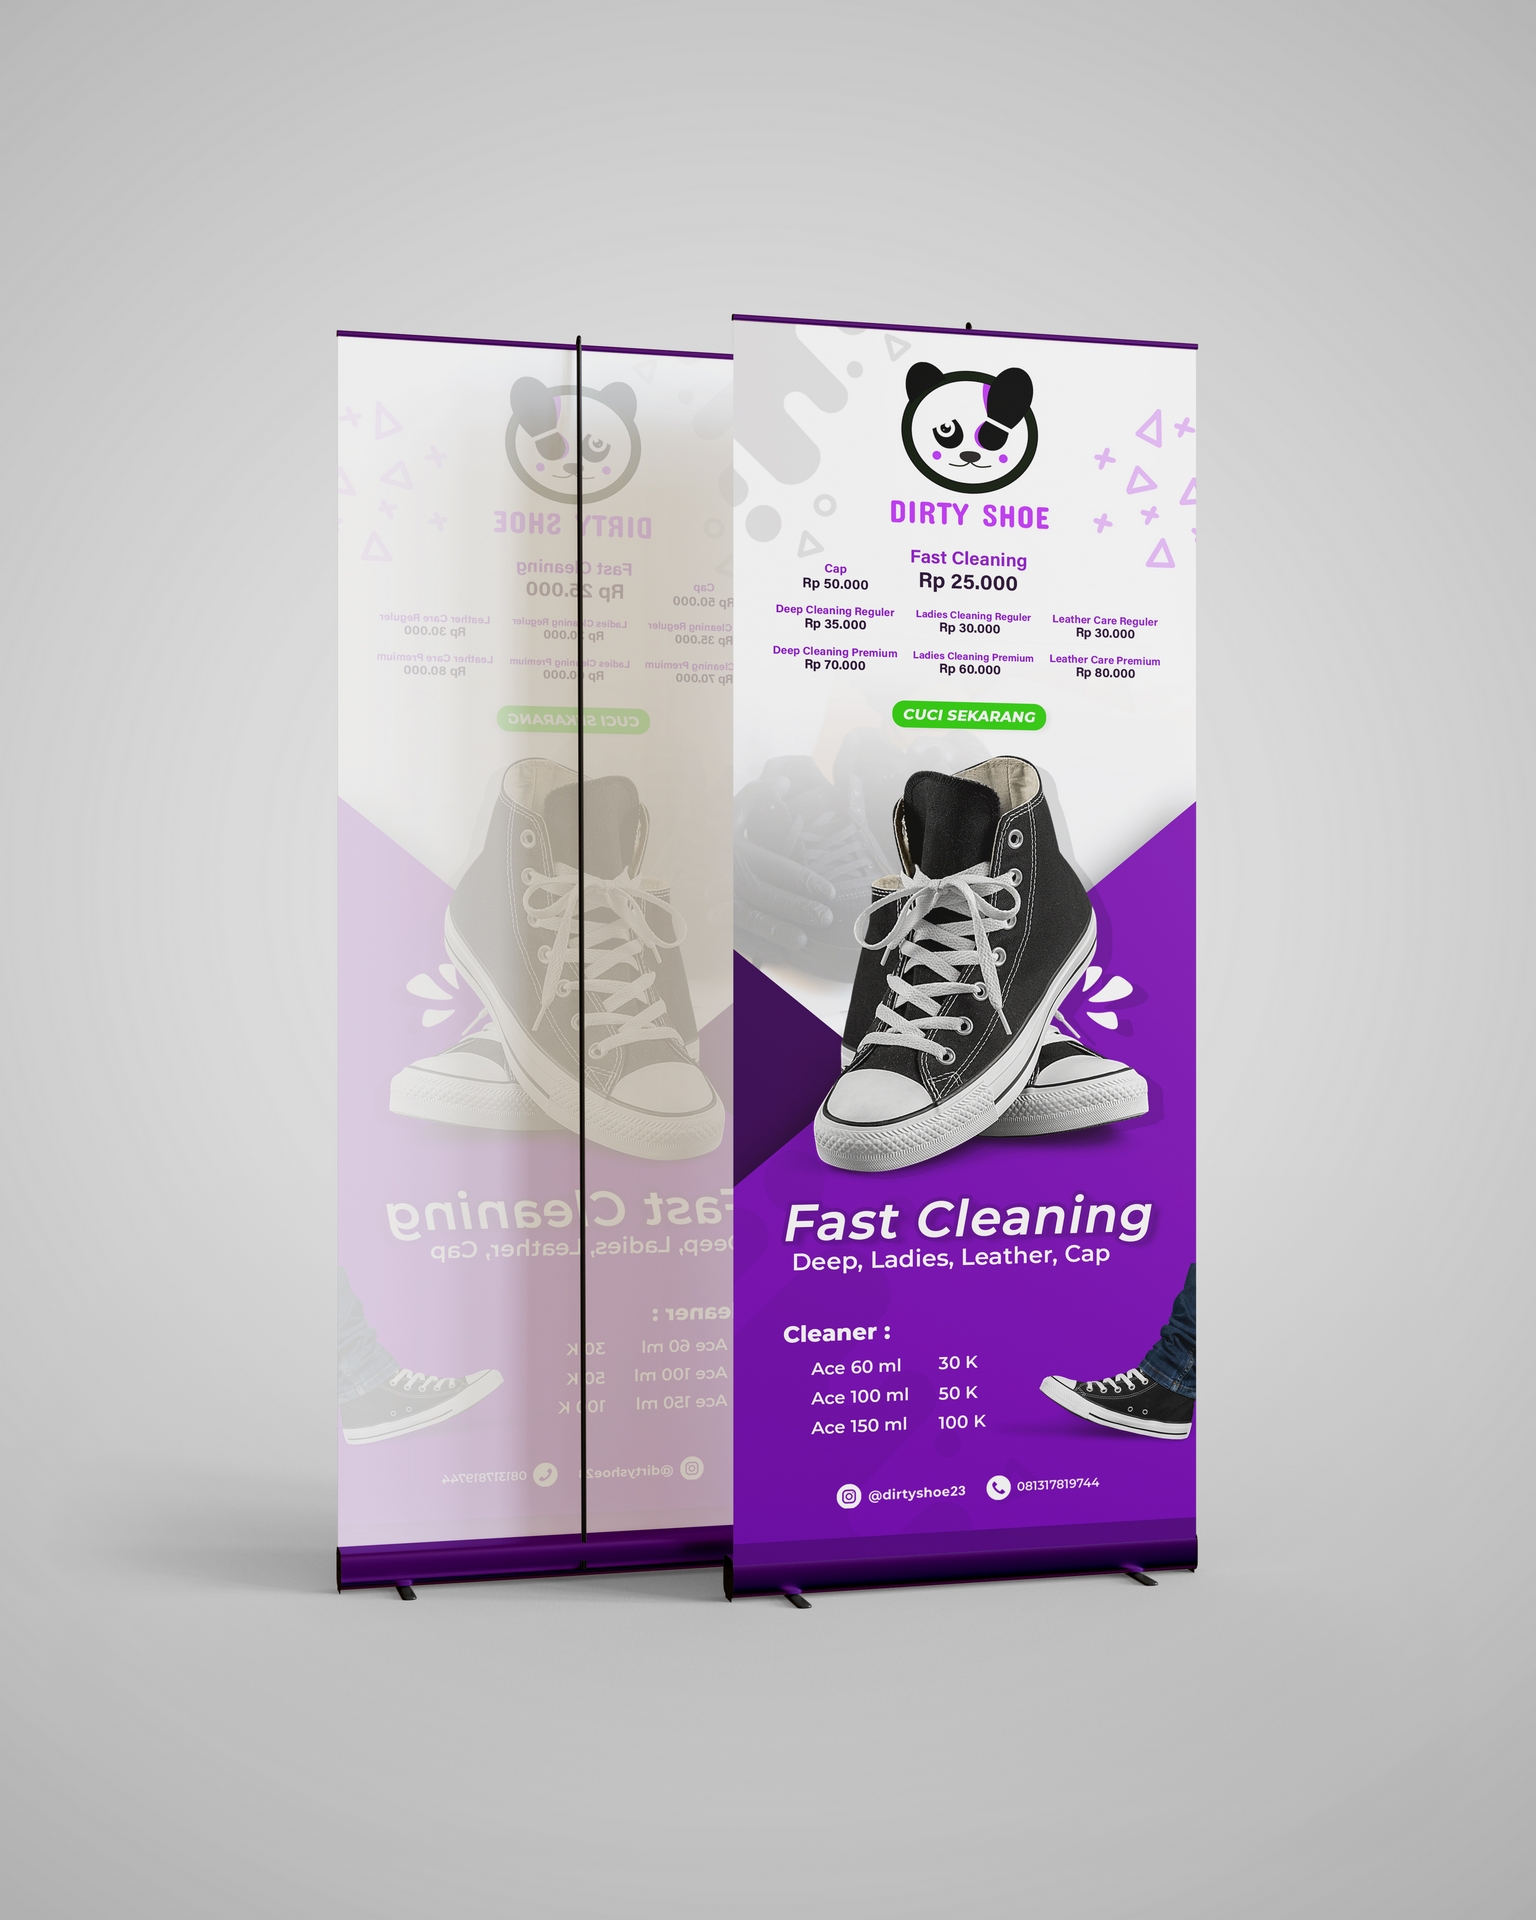 DIRTY SHOE
Fast Cleaning
Rp 25.000
Cap
Rp 50.000
Deep Cleaning Reguler
Rp 35.000
Ladies Cleaning Reguler
Rp 30.000
Leather Care Reguler
Rp 30.000
Deep Cleaning Premium
Rp 70.000
Ladies Cleaning Premium
Rp 60.000
Leather Care Premium
Rp 80.000
CUCI SEKARANG
Fast Cleaning
Deep, Ladies, Leather, Cap
Cleaner :
Ace 60 ml 30 K
Ace 100 ml 50 K
Ace 150 ml 100 K
@dirtyshoe23 081317819744